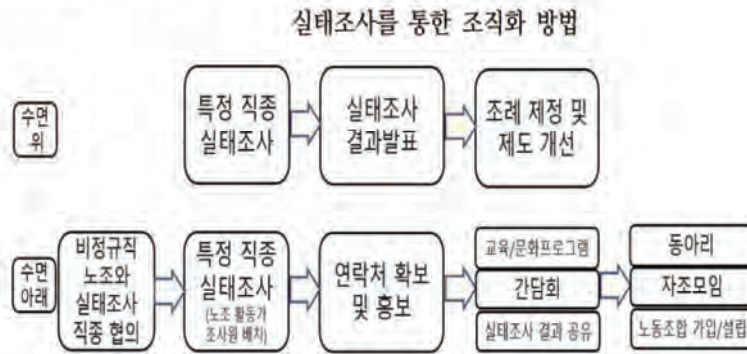 실태조사를 통한 조직화 방법
수면
위
특정 직종
실태조사
실태조사
결과발표
조례 제정 및
제도 개선
수면
아래
비정규직
노조와
실태조사
직종 협의
특정 직종
실태조사
(노조 활동가
조사원 배치)
연락처 확보
및 홍보
교육/문화프로그램
간담회
실태조사 결과 공유
동아리
자조모임
노동조합 가입/설립